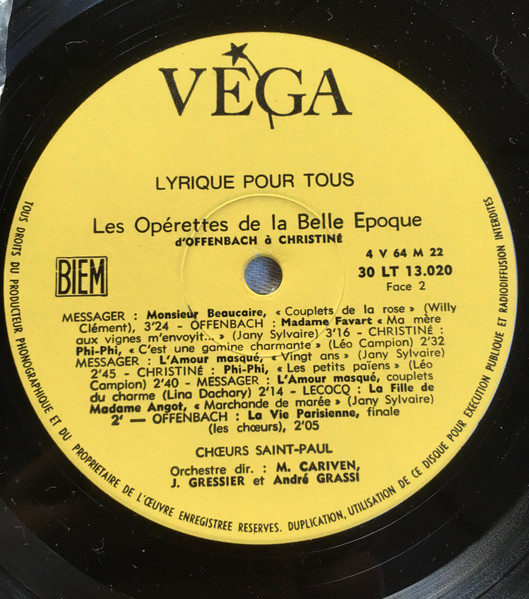 VEGA
LYRIQUE POUR TOUS
Les Opérettes de la Belle Epoque
d'OFFENBACH à CHRISTINÉ
BIEM
4 V 64 M 22
30 LT 13.020
Face 2
MESSAGER : Monsieur Beaucaire, « Couplets de la rose » (Willy
Clément), 3'24 - OFFENBACH : Madame Favart « Ma mère
aux vignes m'envoyit... » (Jany Sylvaire) 3'16 - CHRISTINÉ :
Phi-Phi, « C'est une gamine charmante » (Léo Campion) 2'32
MESSAGER : L'Amour masqué, « Vingt ans » (Jany Sylvaire)
2'45 - CHRISTINÉ : Phi-Phi, « Les petits païens » (Léo
Campion) 2'40 - MESSAGER : L'Amour masqué, couplets
du charme (Lina Dachary) 2'14 - LECOCQ : La Fille de
Madame Angot, « Marchande de marée » (Jany Sylvaire)
2' - OFFENBACH : La Vie Parisienne, finale
(les chœurs), 2'05
CHŒURS SAINT-PAUL
Orchestre dir. : M. CARIVEN,
J. GRESSIER et André GRASSI
TOUS DROITS DU PRODUCTEUR PHONOGRAPHIQUE ET DU PROPRIETAIRE DE L'ŒUVRE ENREGISTREE RESERVES. DUPLICATION, UTILISATION DE CE DISQUE POUR EXECUTION PUBLIQUE ET RADIODIFFUSION INTERDITES